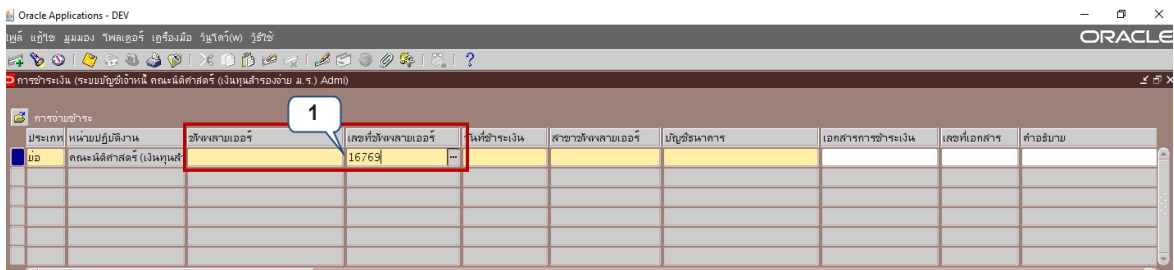 Oracle Applications - DEV
ไฟล์ แก้ไข มุมมอง โฟลเดอร์ เครื่องมือ วินโดว์(W) วิธีใช้
ORACLE
การชำระเงิน (ระบบบัญชีเจ้าหนี้ คณะนิติศาสตร์ (เงินทุนสำรองจ่าย ม.ร.) Admi)
การจ่ายชำระ
1
ประเภท หน่วยปฏิบัติงาน ซัพพลายเออร์ เลขที่ซัพพลายเออร์ วันที่ชำระเงิน สาขาซัพพลายเออร์ บัญชีธนาคาร เอกสารการชำระเงิน เลขที่เอกสาร คำอธิบาย
ย่อ คณะนิติศาสตร์ (เงินทุนสำ 16769